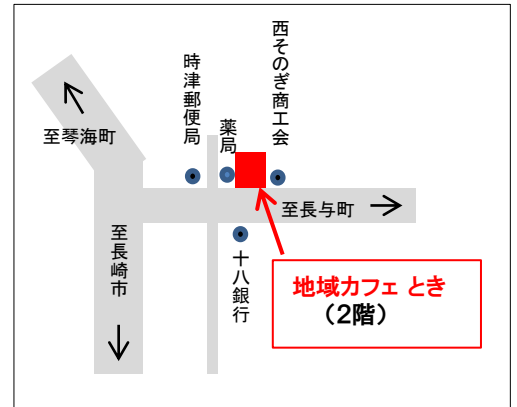 西そのぎ商工会
時津郵便局
薬局
至琴海町
至長与町
至長崎市
十八銀行
地域カフェ とき
（2階）